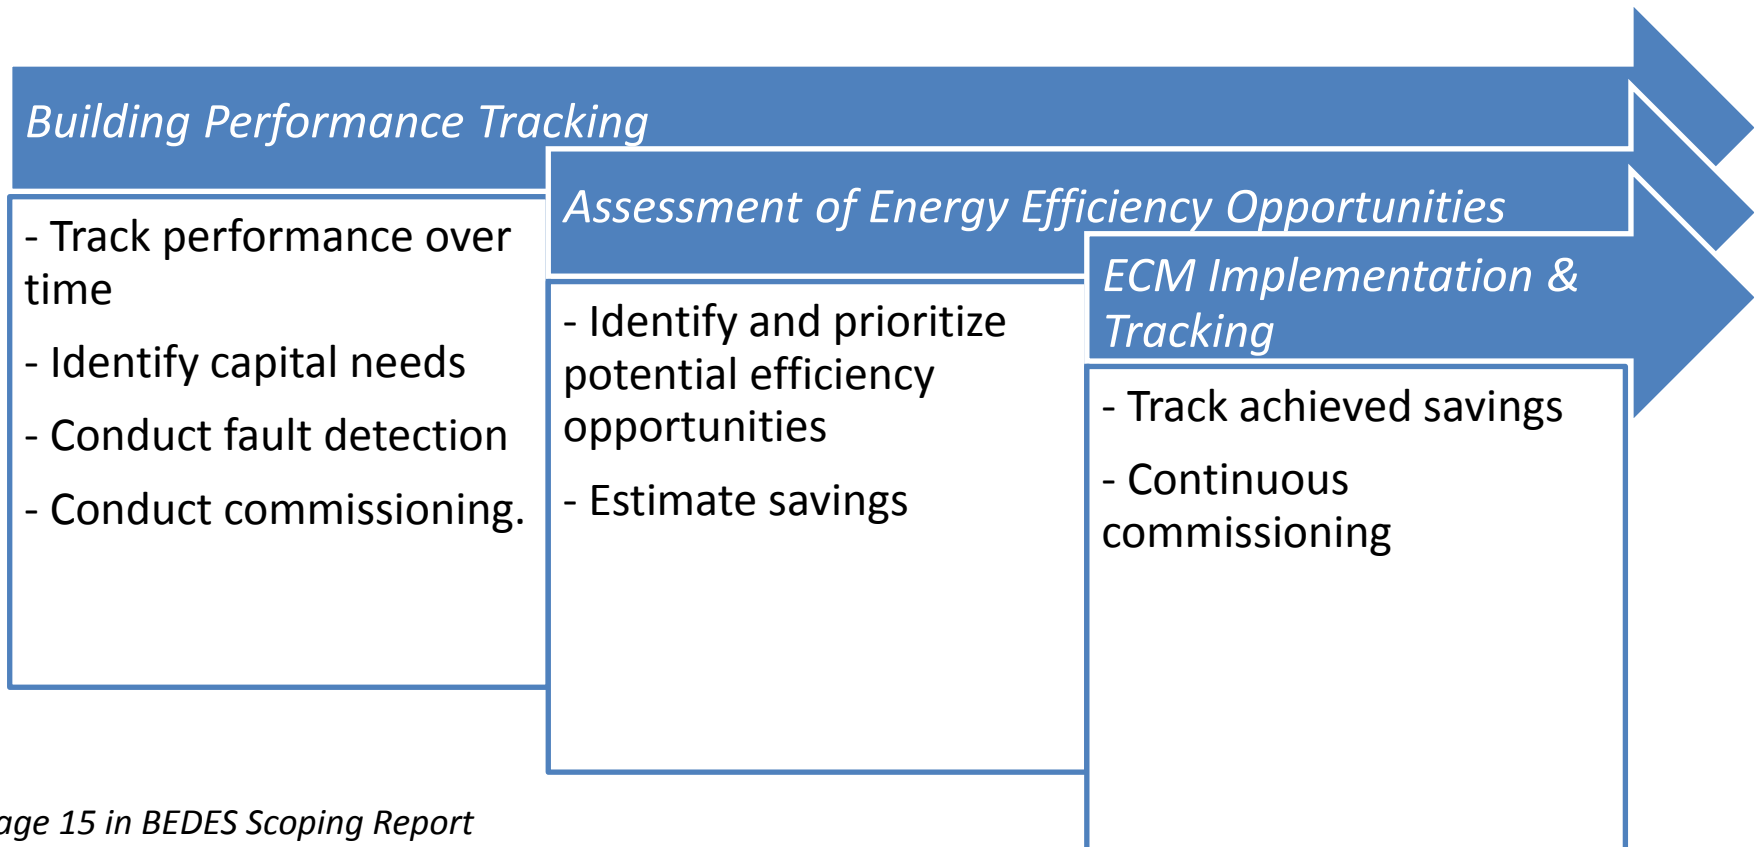 Building Performance Tracking
- Track performance over
time
- Identify capital needs
- Conduct fault detection
- Conduct commissioning.
Assessment of Energy Efficiency Opportunities
- Identify and prioritize
potential efficiency
opportunities
- Estimate savings
ECM Implementation &
Tracking
- Track achieved savings
- Continuous
commissioning
age 15 in BEDES Scoping Report